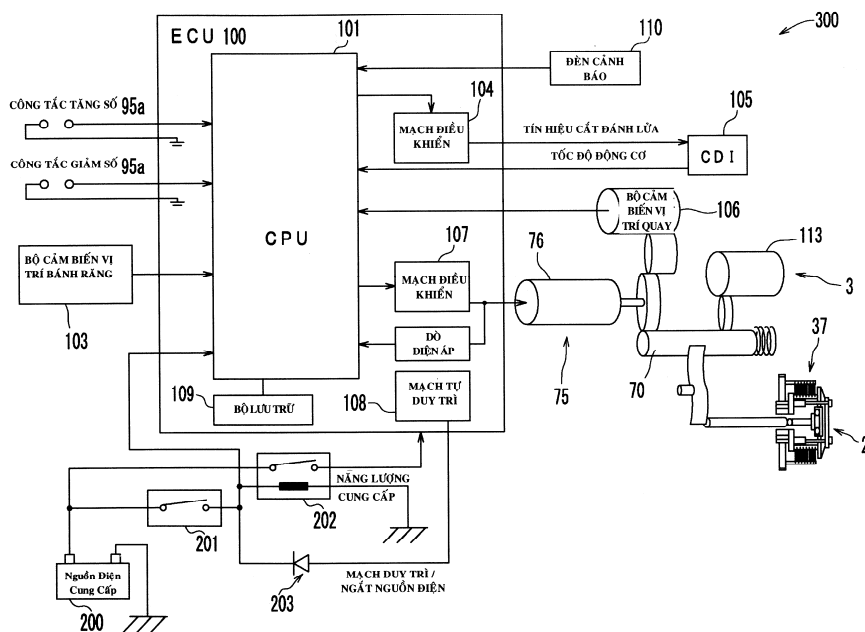 300
ECU 100
101
110
ĐÈN CẢNH
BÁO
CÔNG TẮC TĂNG SỐ 95a
104
MẠCH ĐIỀU
KHIỂN
TÍN HIỆU CẮT ĐÁNH LỬA
105
CDI
TỐC ĐỘ ĐỘNG CƠ
CÔNG TẮC GIẢM SỐ 95a
BỘ CẢM
BIẾN VỊ
TRÍ QUAY
106
CPU
BỘ CẢM BIẾN VỊ
TRÍ BÁNH RĂNG
103
107
MẠCH ĐIỀU
KHIỂN
76
113
3
DÒ
ĐIỆN ÁP
75
70
37
109
BỘ LƯU TRỮ
108
MẠCH TỰ
DUY TRÌ
2
NĂNG LƯỢNG
CUNG CẤP
202
201
Nguồn Điện
Cung Cấp
200
203
MẠCH DUY TRÌ /
NGẮT NGUỒN ĐIỆN